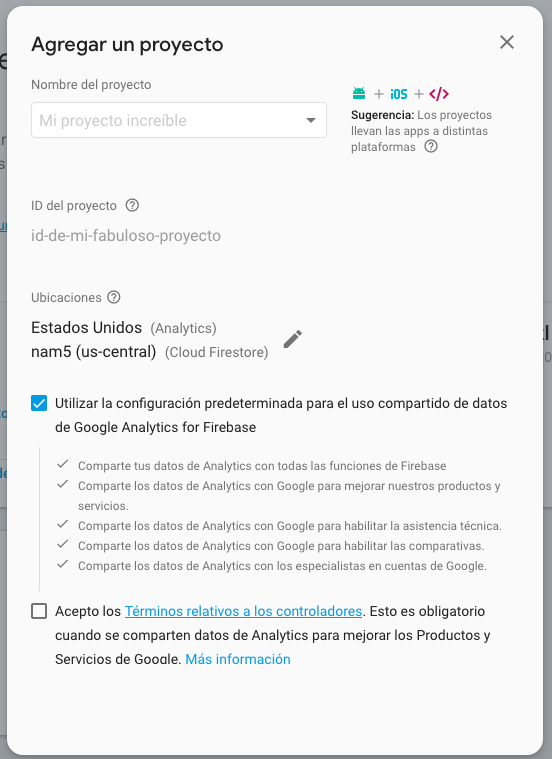 Agregar un proyecto
Nombre del proyecto
Mi proyecto increíble
+ iOS + </>
Sugerencia: Los proyectos
llevan las apps a distintas
plataformas
ID del proyecto
id-de-mi-fabuloso-proyecto
Ubicaciones
Estados Unidos (Analytics)
nam5 (us-central) (Cloud Firestore)
Utilizar la configuración predeterminada para el uso compartido de datos
de Google Analytics for Firebase
Comparte tus datos de Analytics con todas las funciones de Firebase
Comparte los datos de Analytics con Google para mejorar nuestros productos y
servicios.
Comparte los datos de Analytics con Google para habilitar la asistencia técnica.
Comparte los datos de Analytics con Google para habilitar las comparativas.
Comparte los datos de Analytics con los especialistas en cuentas de Google.
Acepto los Términos relativos a los controladores. Esto es obligatorio
cuando se comparten datos de Analytics para mejorar los Productos y
Servicios de Google. Más información